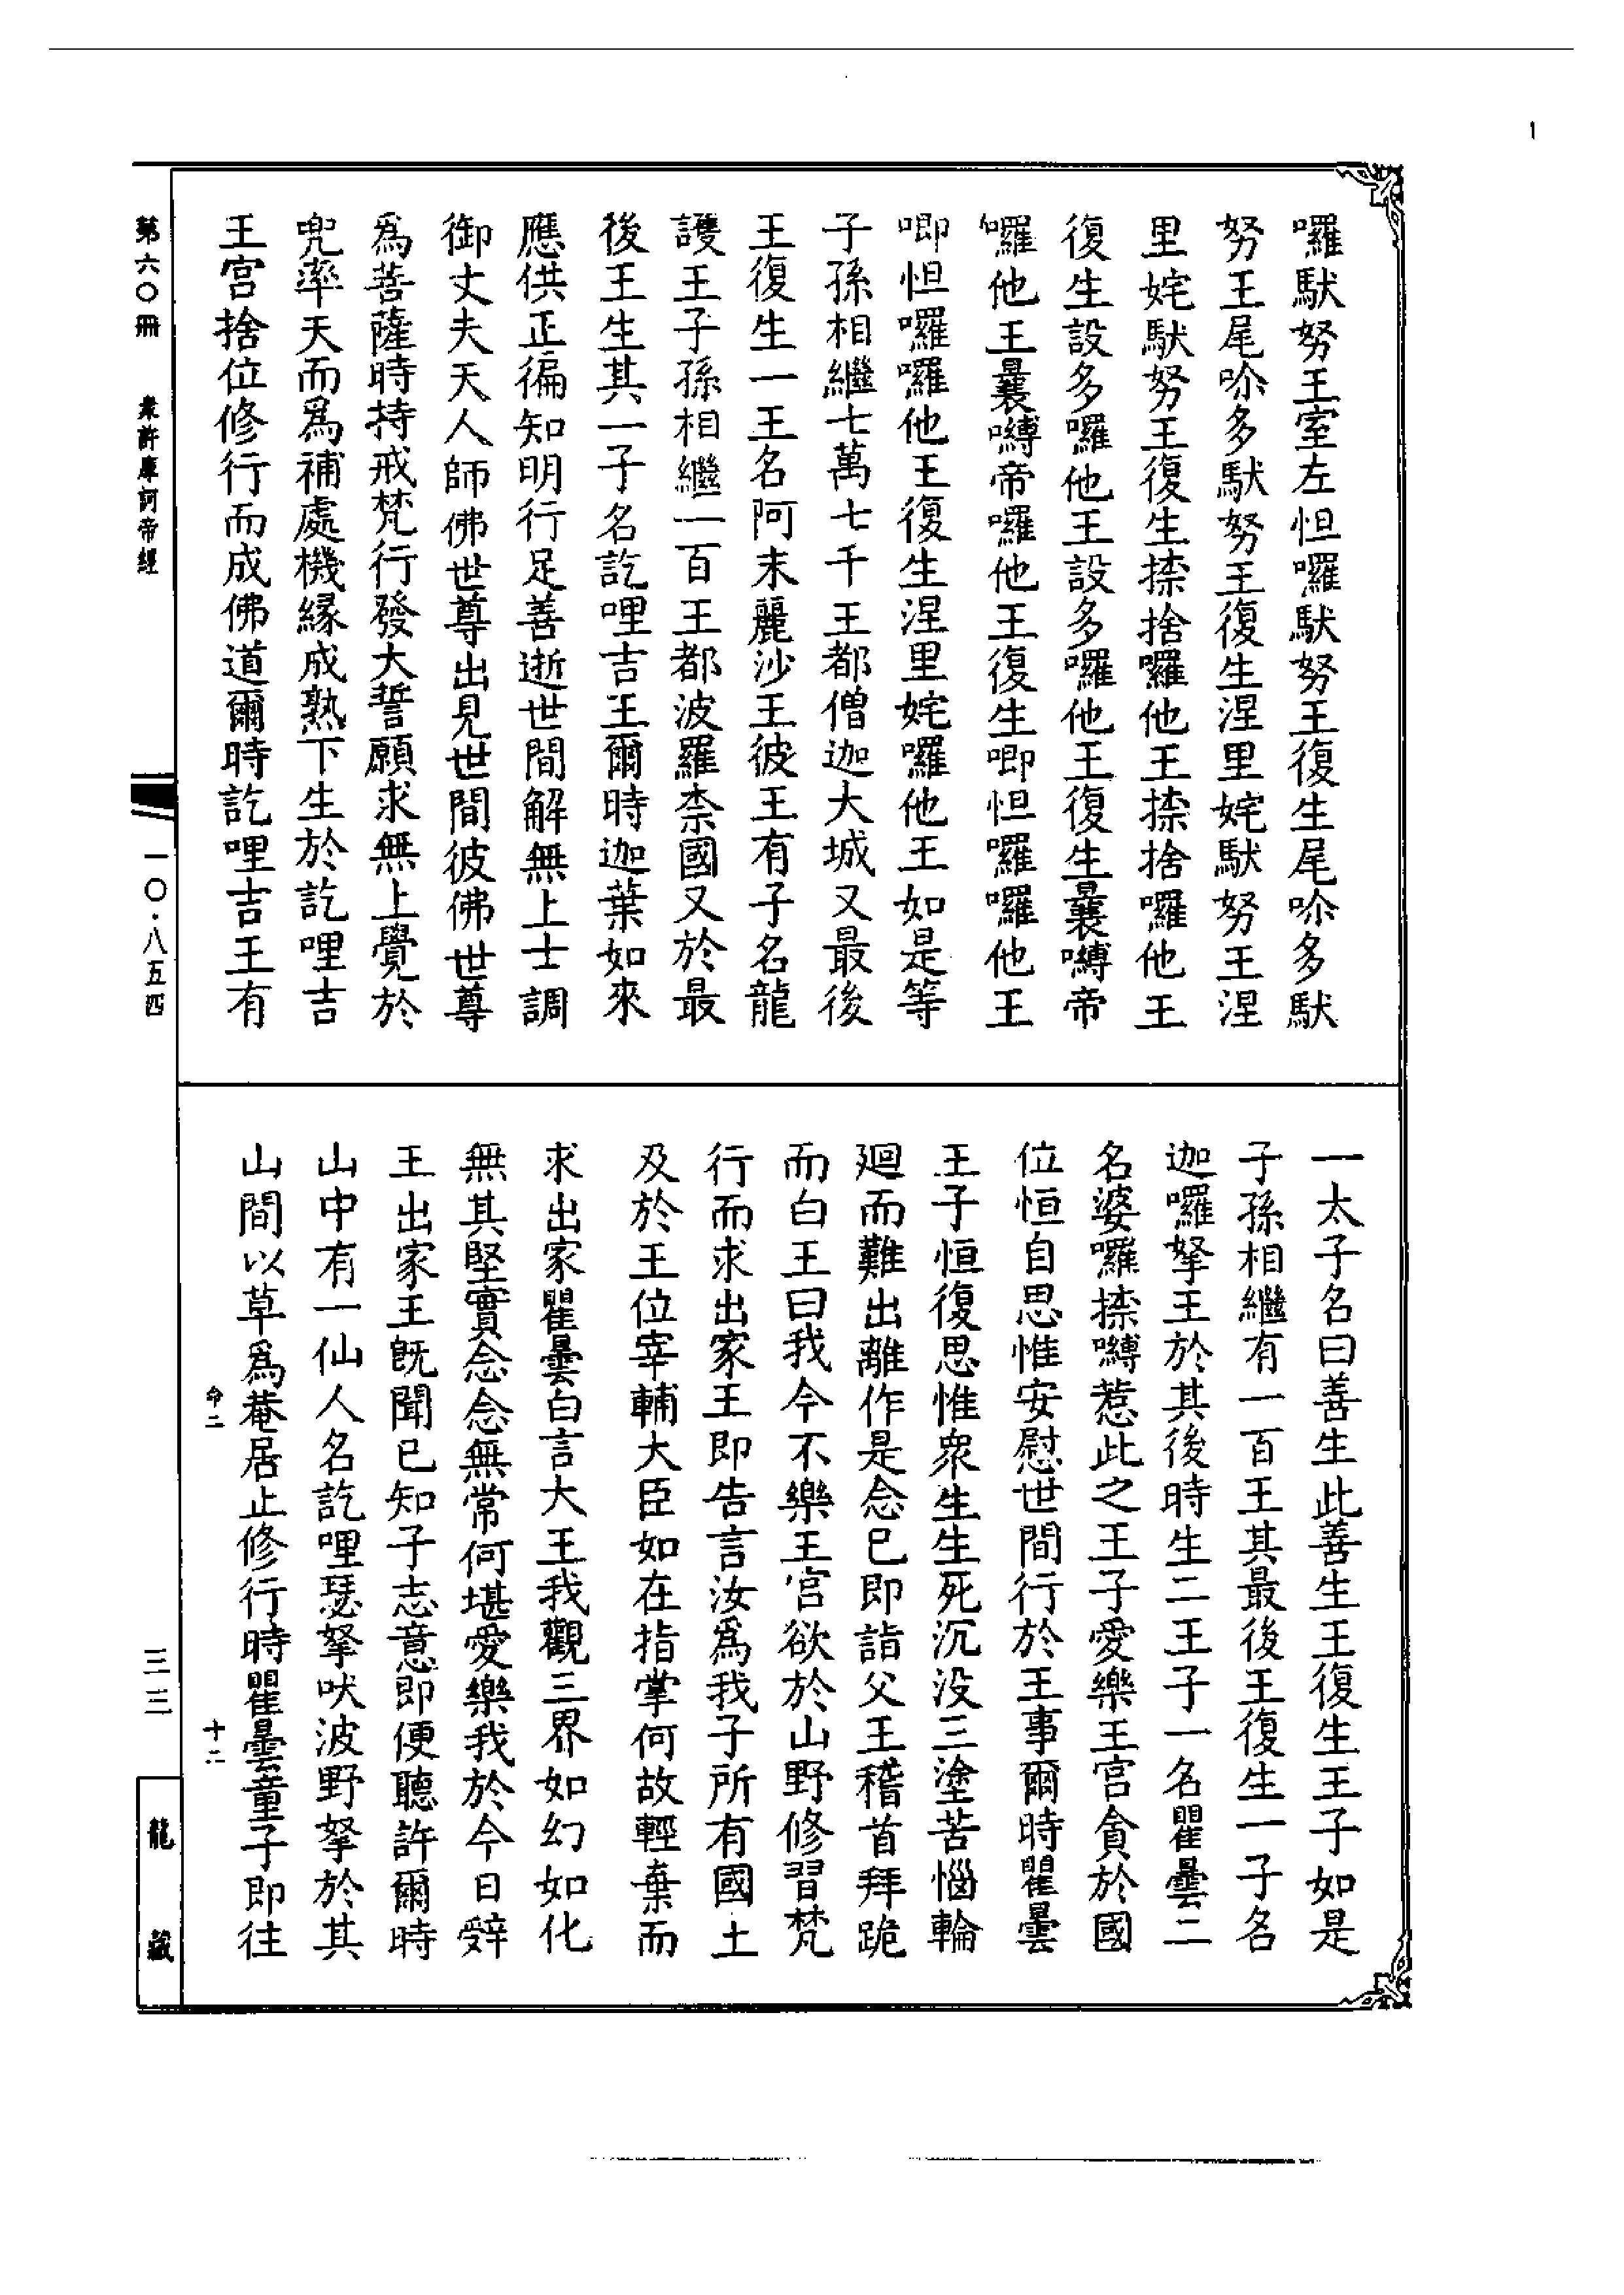 1
囉馱努王室左怛囉馱努王復生尾哳多馱
努王尾哳多馱努王復生涅里姹馱努王涅
里姹馱努王復生捺捨囉他王捺捨囉他王
復生設多囉他王設多囉他王復生曩嚩帝
囉他王曩嚩帝囉他王復生唧怛囉囉他王
唧怛囉囉他王復生涅里姹囉他王如是等
子孫相繼七萬七千王都僧迦大城又最後
王復生一王名阿末麗沙王彼王有子名龍
護王子孫相繼一百王都波羅柰國又於最
後王生其一子名訖哩吉王爾時迦葉如來
應供正徧知明行足善逝世間解無上士調
御丈夫天人師佛世尊出見世間彼佛世尊
爲菩薩時持戒梵行發大誓願求無上覺於
兜率天而爲補處機緣成熟下生於訖哩吉
王宮捨位修行而成佛道爾時訖哩吉王有
一太子名曰善生此善生王復生王子如是
子孫相繼有一百王其最後王復生一子名
迦囉拏王於其後時生二王子一名瞿曇二
名婆囉捺嚩惹此之王子愛樂王宮貪於國
位恒自思惟安慰世間行於王事爾時瞿曇
王子恒復思惟衆生生死沉没三塗苦惱輪
廻而難出離作是念已即詣父王稽首拜跪
而白王曰我今不樂王宮欲於山野修習梵
行而求出家王即告言汝爲我子所有國土
及於王位宰輔大臣如在指掌何故輕棄而
求出家瞿曇白言大王我觀三界如幻如化
無其堅實念念無常何堪愛樂我於今日辤
王出家王旣聞已知子志意即便聽許爾時
山中有一仙人名訖哩瑟拏吠波野拏於其
山間以草爲菴居止修行時瞿曇童子即往
命二
十二
第六〇冊 衆許摩訶帝經
一〇·八五四
三三
龍藏